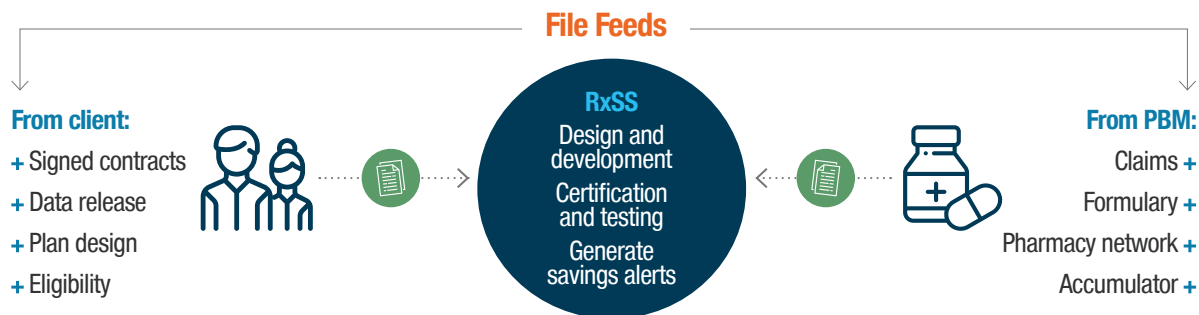 File Feeds
From client:
+ Signed contracts
+ Data release
+ Plan design
+ Eligibility
RxSS
Design and
development
Certification
and testing
Generate
savings alerts
From PBM:
Claims +
Formulary +
Pharmacy network +
Accumulator +